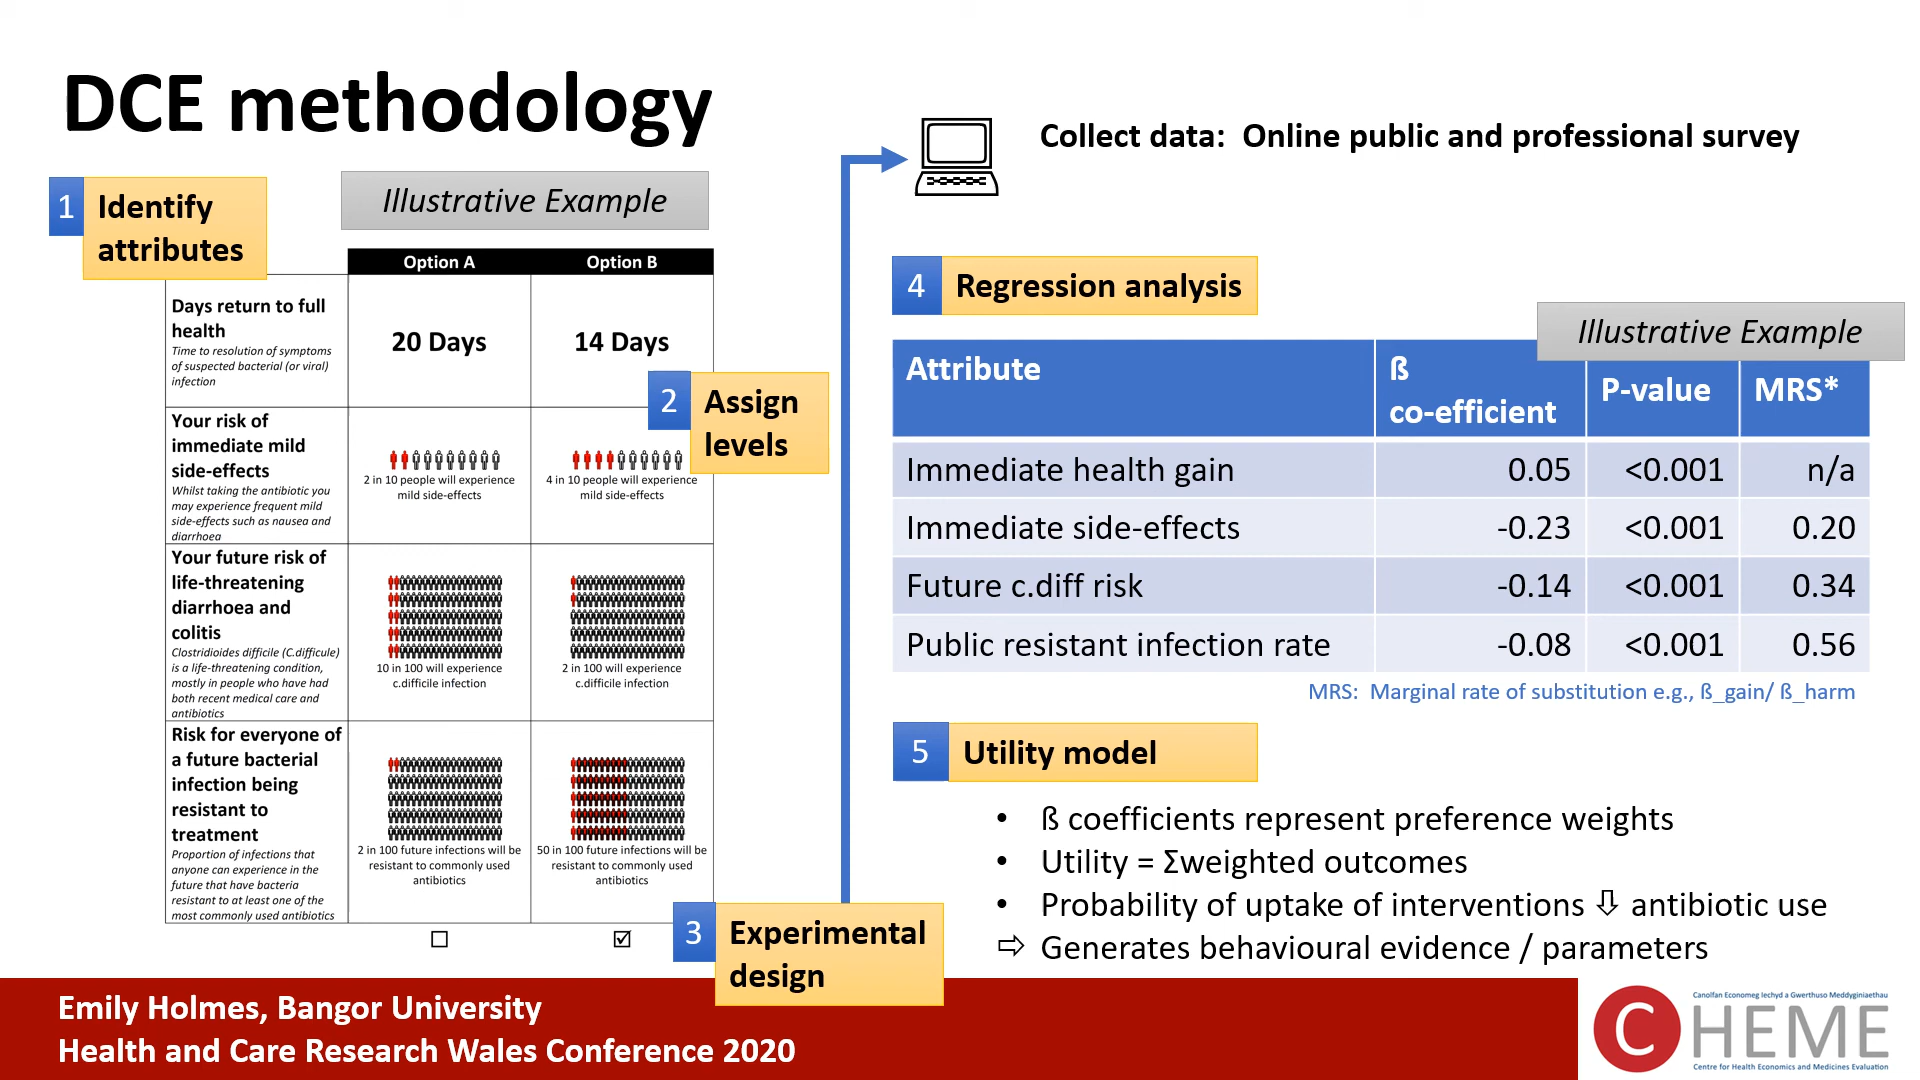 DCE methodology
1 Identify
attributes
Illustrative Example
Option A Option B
Days return to full
health
Time to resolution of symptoms
of suspected bacterial (or viral)
infection
20 Days 14 Days
2 Assign
levels
Your risk of
immediate mild
side-effects
Whilst taking the antibiotic you
may experience frequent mild
side-effects such as nausea and
diarrhoea
2 in 10 people will experience
mild side-effects
4 in 10 people will experience
mild side-effects
Your future risk of
life-threatening
diarrhoea and
colitis
Clostridioides difficile (C.difficule)
is a life-threatening condition,
mostly in people who have had
both recent medical care and
antibiotics
10 in 100 will experience
c.difficile infection
2 in 100 will experience
c.difficile infection
Risk for everyone of
a future bacterial
infection being
resistant to
treatment
Proportion of infections that
anyone can experience in the
future that have bacteria
resistant to at least one of the
most commonly used antibiotics
2 in 100 future infections will be
resistant to commonly used
antibiotics
50 in 100 future infections will be
resistant to commonly used
antibiotics
3 Experimental
design
Collect data: Online public and professional survey
4 Regression analysis
Illustrative Example
Attribute ß
co-efficient P-value MRS*
Immediate health gain 0.05 <0.001 n/a
Immediate side-effects -0.23 <0.001 0.20
Future c.diff risk -0.14 <0.001 0.34
Public resistant infection rate -0.08 <0.001 0.56
MRS: Marginal rate of substitution e.g., ß_gain/ ß_harm
5 Utility model
• ß coefficients represent preference weights
• Utility = Σweighted outcomes
• Probability of uptake of interventions ⇩ antibiotic use
⇨ Generates behavioural evidence / parameters
Emily Holmes, Bangor University
Health and Care Research Wales Conference 2020
Canolfan Economeg Iechyd a Gwerthuso Meddyginiaethau
CHEME
Centre for Health Economics and Medicines Evaluation